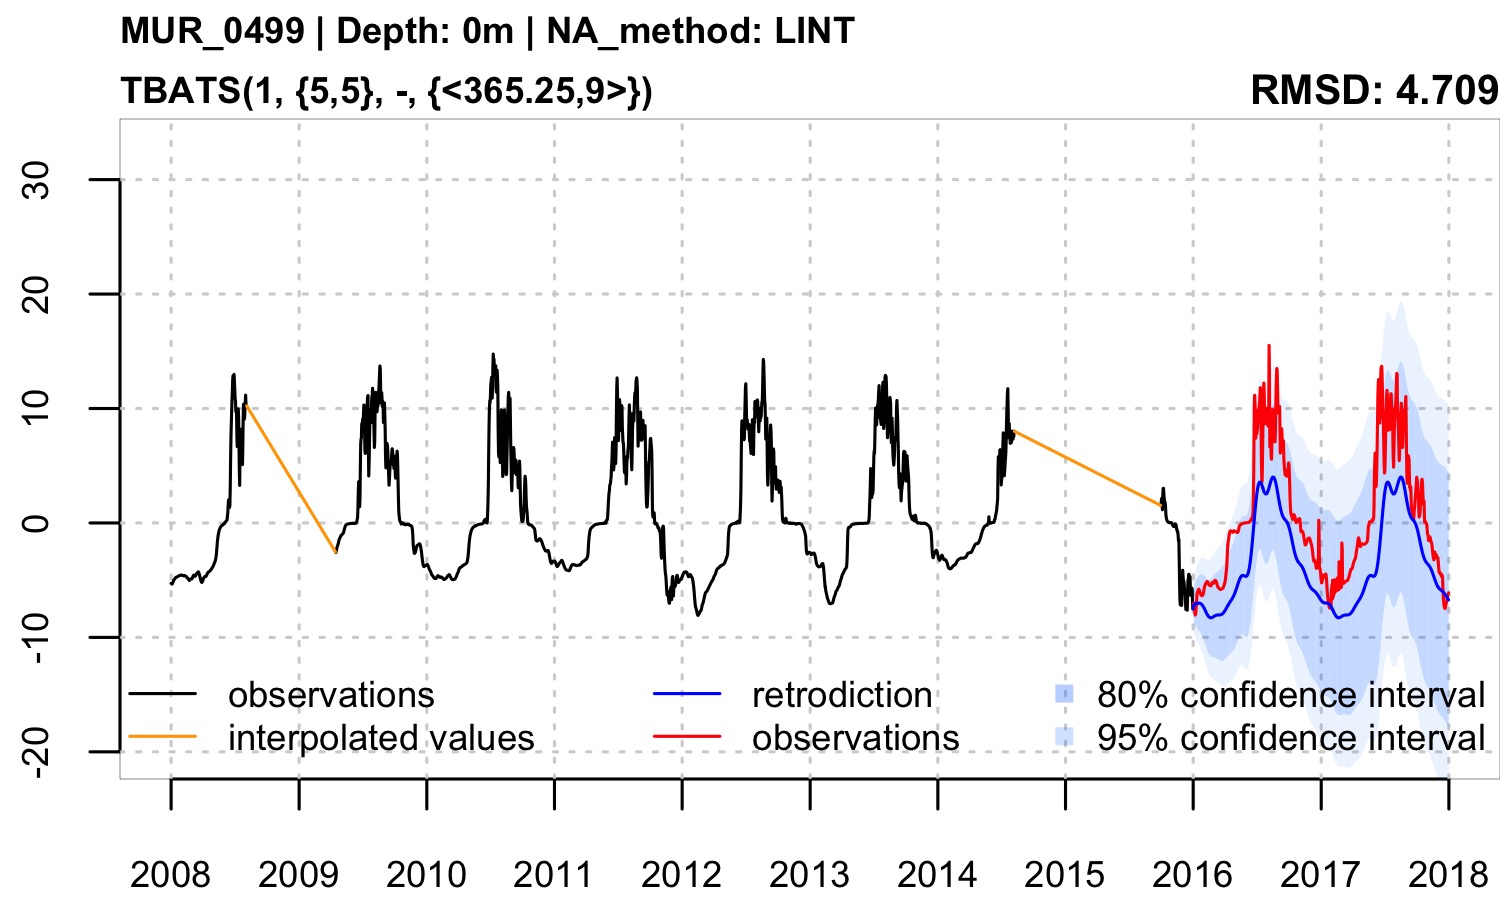 MUR_0499 | Depth: 0m | NA_method: LINT
TBATS(1, {5,5}, -, {<365.25,9>})
RMSD: 4.709
30
20
10
0
-10
-20
observations
interpolated values
retrodiction
observations
80% confidence interval
95% confidence interval
2008 2009 2010 2011 2012 2013 2014 2015 2016 2017 2018